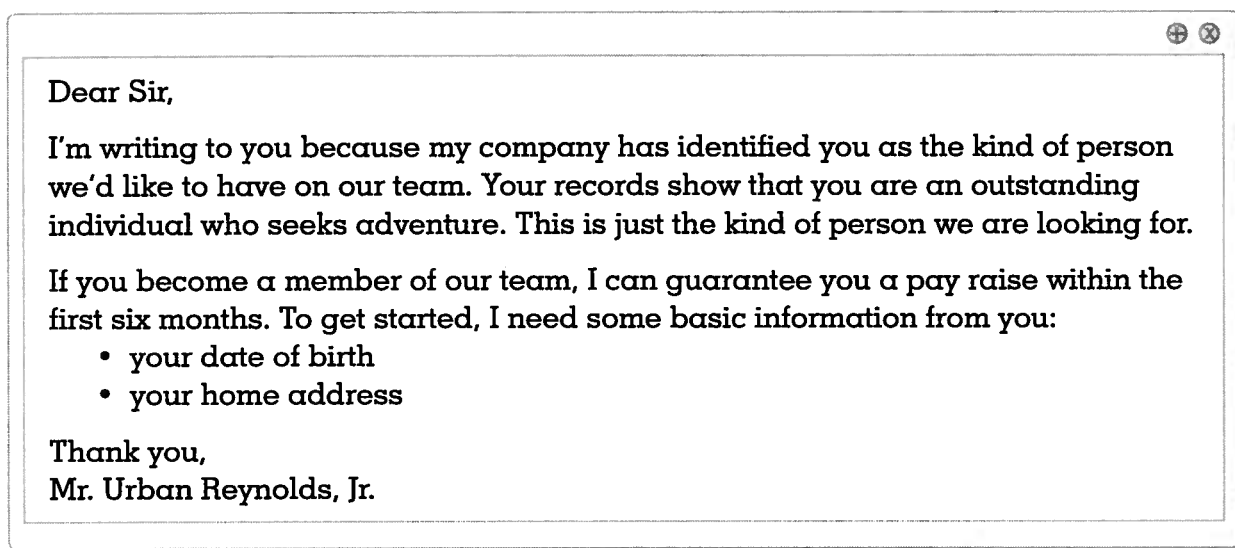 Dear Sir,
I'm writing to you because my company has identified you as the kind of person
we'd like to have on our team. Your records show that you are an outstanding
individual who seeks adventure. This is just the kind of person we are looking for.
If you become a member of our team, I can guarantee you a pay raise within the
first six months. To get started, I need some basic information from you:
• your date of birth
• your home address
Thank you,
Mr. Urban Reynolds, Jr.